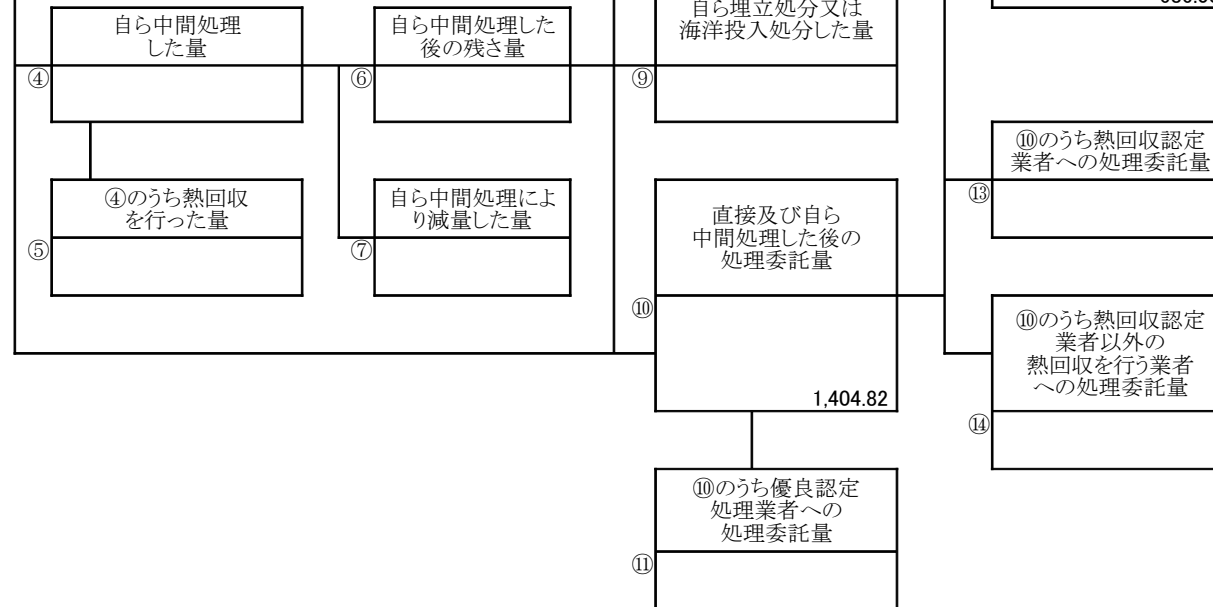 自ら中間処理
した量
④
自ら中間処理した
後の残さ量
⑥
自ら埋立処分又は
海洋投入処分した量
⑨
④のうち熱回収
を行った量
⑤
自ら中間処理によ
り減量した量
⑦
直接及び自ら
中間処理した後の
処理委託量
⑩
1,404.82
⑩のうち優良認定
処理業者への
処理委託量
⑪
⑩のうち熱回収認定
業者への処理委託量
⑬
⑩のうち熱回収認定
業者以外の
熱回収を行う業者
への処理委託量
⑭